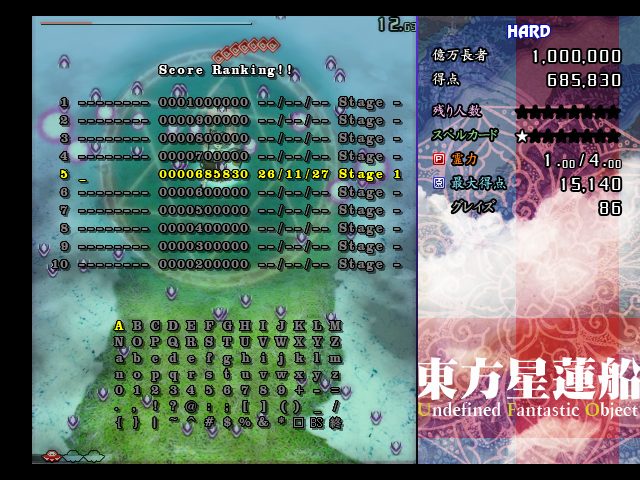 12.63
Score Ranking!!
1 -------- 0001000000 --/--/-- Stage -
2 -------- 0000900000 --/--/-- Stage -
3 -------- 0000800000 --/--/-- Stage -
4 -------- 0000700000 --/--/-- Stage -
5 _ 0000685830 26/11/27 Stage 1
6 -------- 0000600000 --/--/-- Stage -
7 -------- 0000500000 --/--/-- Stage -
8 -------- 0000400000 --/--/-- Stage -
9 -------- 0000300000 --/--/-- Stage -
10 -------- 0000200000 --/--/-- Stage -
A B C D E F G H I J K L M
N O P Q R S T U V W X Y Z
a b c d e f g h i j k l m
n o p q r s t u v w x y z
0 1 2 3 4 5 6 7 8 9 + - =
. , ! ? @ : ; [ ] ( ) _ /
{ } | ~ ^ # $ % & * BS 終
HARD
億万長者 1,000,000
得点 685,830
残り人数
スペルカード
P 霊力 1.00/4.00
点 最大得点 15,140
グレイズ 86
東方星蓮船
Undefined Fantastic Object